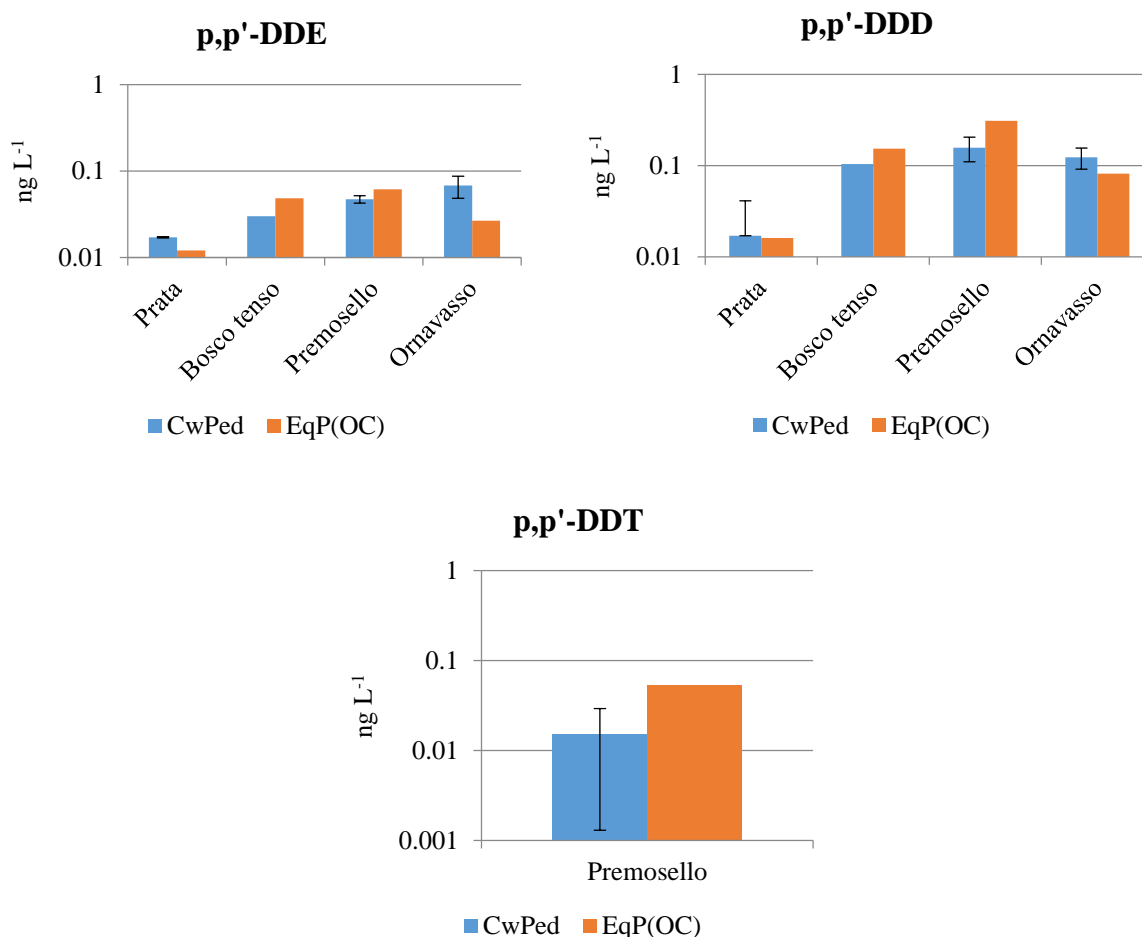 p,p'-DDE
1
0.1
0.01
ng L-1
Prata
Bosco tenso
Premosello
Ornavasso
CwPed EqP(OC)
p,p'-DDD
1
0.1
0.01
ng L-1
Prata
Bosco tenso
Premosello
Ornavasso
CwPed EqP(OC)
p,p'-DDT
1
0.1
0.01
0.001
ng L-1
Premosello
CwPed EqP(OC)